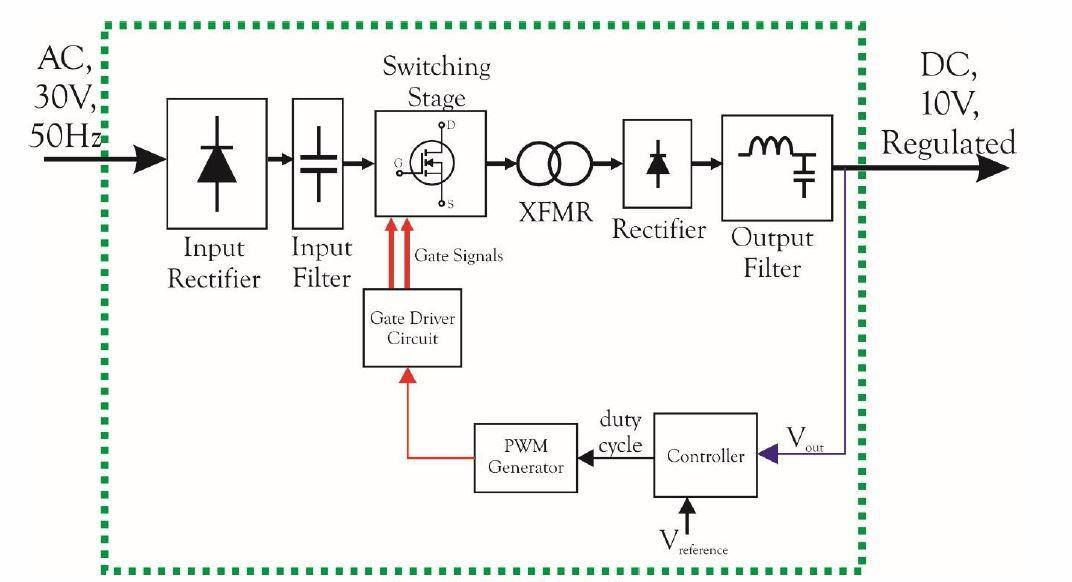 AC,
30V,
50Hz
Switching
Stage
D
G
S
DC,
10V,
Regulated
Input
Rectifier
Input
Filter
XFMR
Rectifier
Output
Filter
Gate Signals
Gate Driver
Circuit
PWM
Generator
duty
cycle
Controller
Vout
Vreference